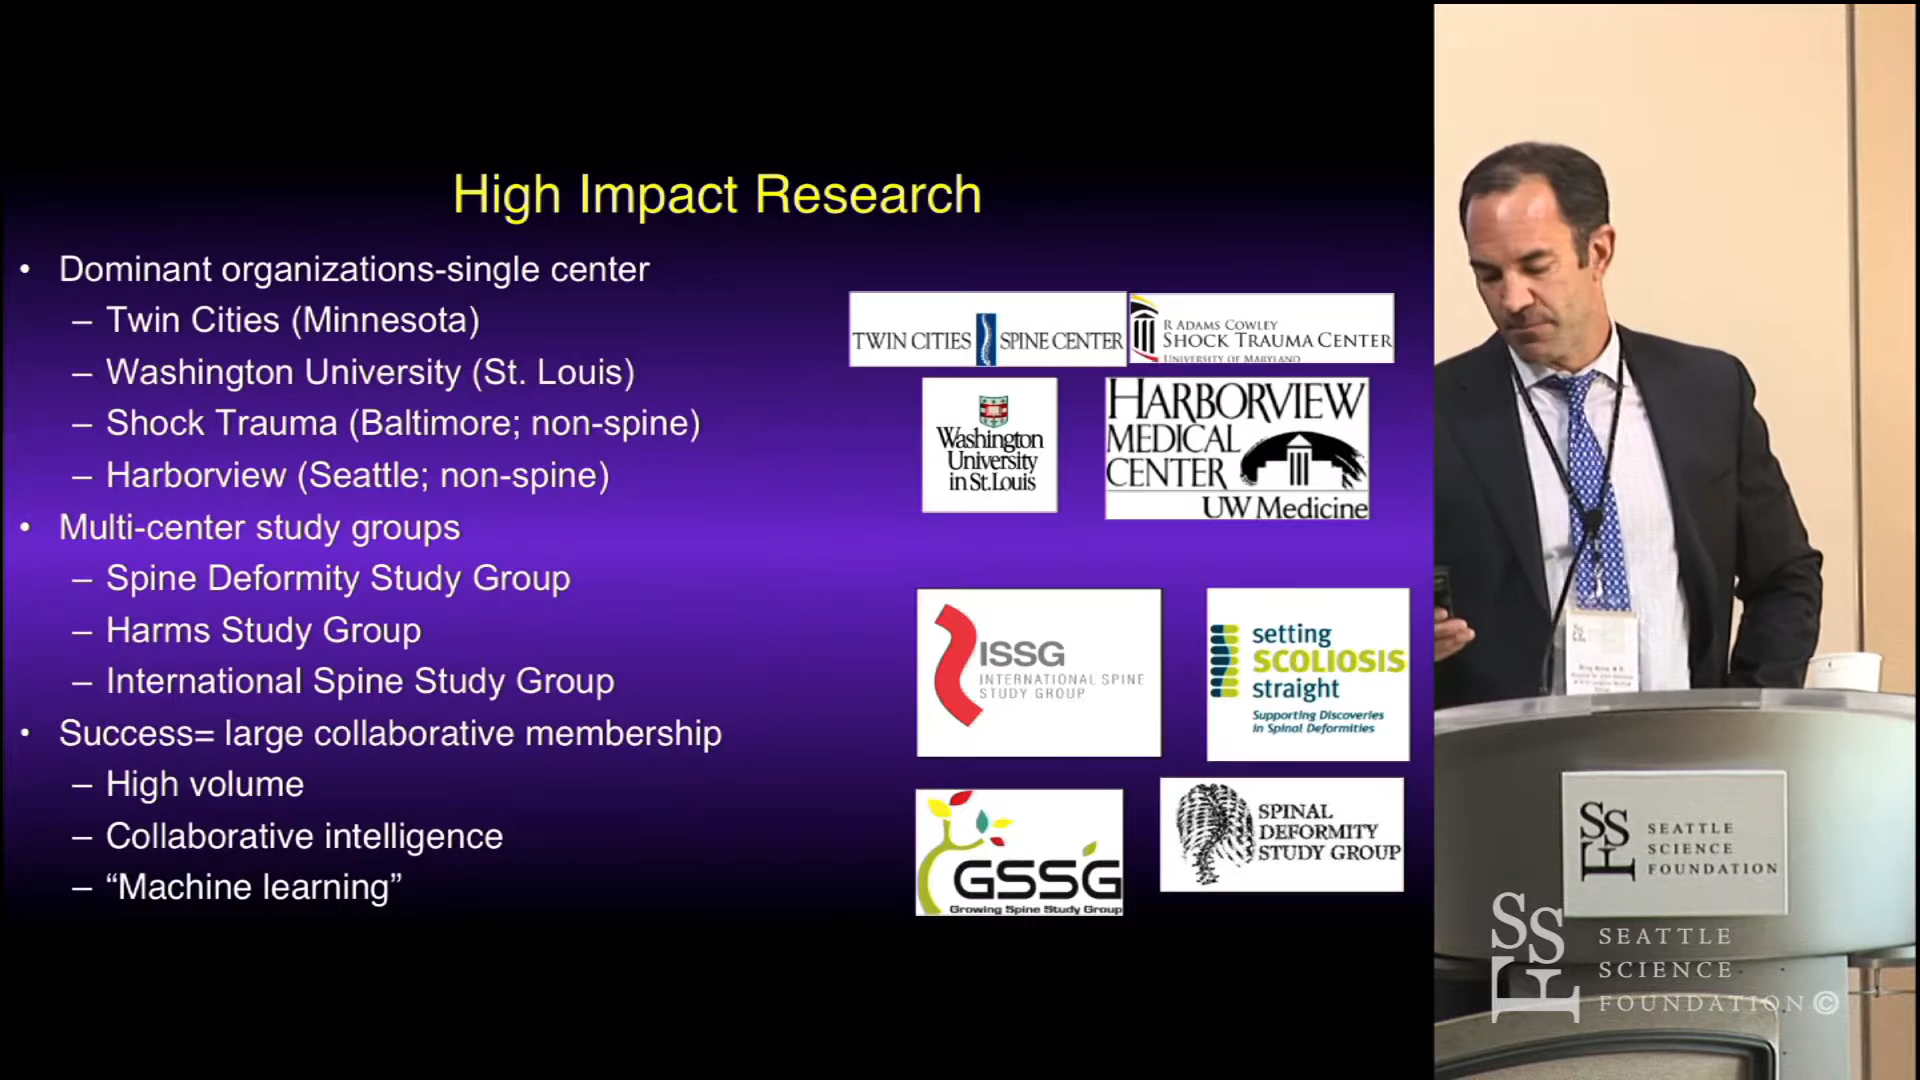 High Impact Research
• Dominant organizations-single center
– Twin Cities (Minnesota)
– Washington University (St. Louis)
– Shock Trauma (Baltimore; non-spine)
– Harborview (Seattle; non-spine)
• Multi-center study groups
– Spine Deformity Study Group
– Harms Study Group
– International Spine Study Group
• Success= large collaborative membership
– High volume
– Collaborative intelligence
– “Machine learning”
TWIN CITIES SPINE CENTER
R ADAMS COWLEY
SHOCK TRAUMA CENTER
UNIVERSITY OF MARYLAND
Washington
University
in St.Louis
HARBORVIEW
MEDICAL
CENTER
UW Medicine
ISSG
INTERNATIONAL SPINE
STUDY GROUP
setting
SCOLIOSIS
straight
Supporting Discoveries
in Spinal Deformities
GSSG
Growing Spine Study Group
SPINAL
DEFORMITY
STUDY GROUP
SSF
SEATTLE
SCIENCE
FOUNDATION
SSF
SEATTLE
SCIENCE
FOUNDATION©